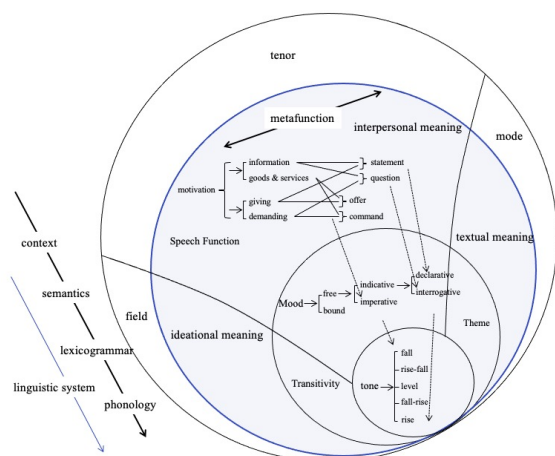 tenor
metafunction
interpersonal meaning
mode
information
statement
goods & services
question
motivation
giving
offer
demanding
command
Speech Function
textual meaning
context
semantics
declarative
free
indicative
interrogative
Mood
imperative
bound
field
ideational meaning
Theme
lexicogrammar
fall
rise-fall
linguistic system
Transitivity
tone
level
phonology
fall-rise
rise